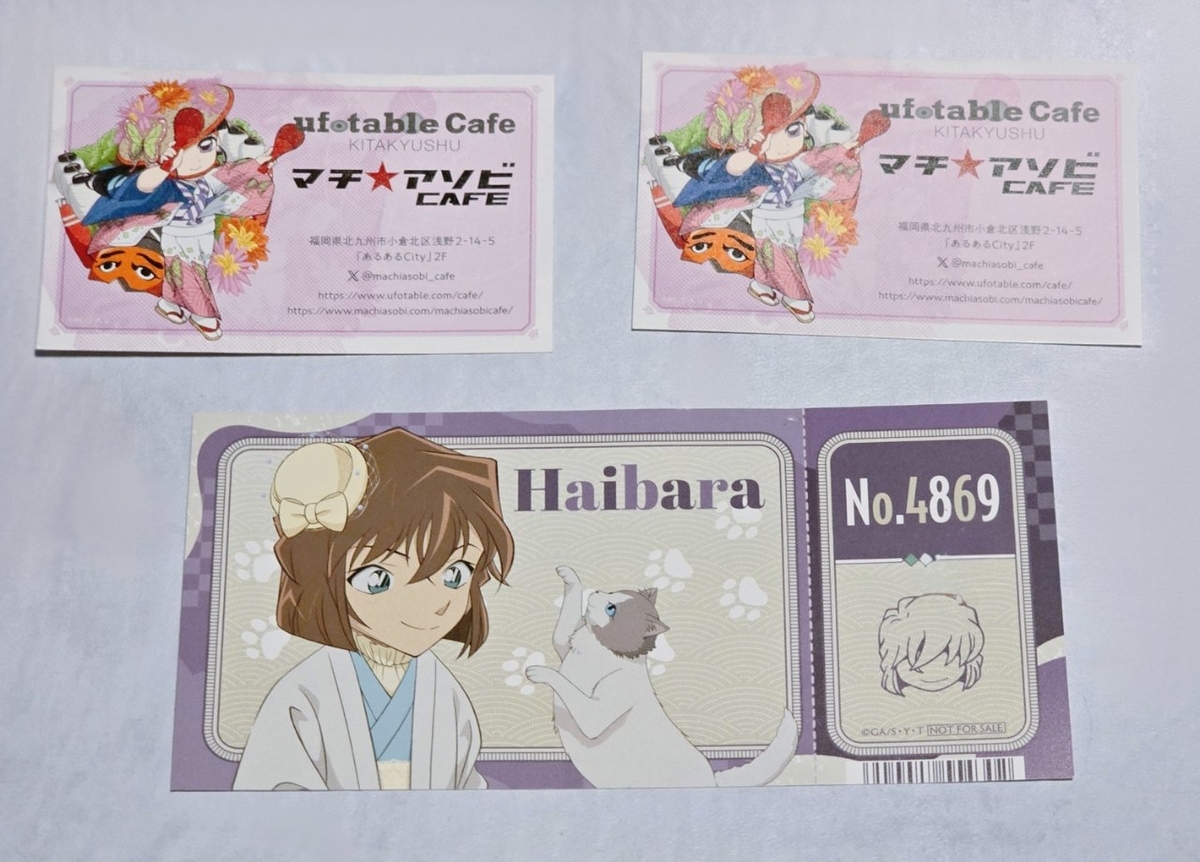 ufotable Cafe
KITAKYUSHU
マチ★アソビ
CAFE
福岡県北九州市小倉北区浅野2-14-5
「あるあるCity」2F
X @machiasobi_cafe
https://www.ufotable.com/cafe/
https://www.machiasobi.com/machiasobicafe/
ufotable Cafe
KITAKYUSHU
マチ★アソビ
CAFE
福岡県北九州市小倉北区浅野2-14-5
「あるあるCity」2F
X @machiasobi_cafe
https://www.ufotable.com/cafe/
https://www.machiasobi.com/machiasobicafe/
Haibara
No.4869
©GA/S・Y・T NOT FOR SALE